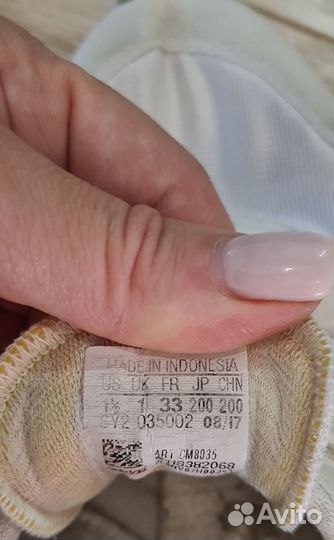 MADE IN INDONESIA
US UK FR JP CHN
1½ 1 33 200 200
035002 08/17
ART CM8035
Avito